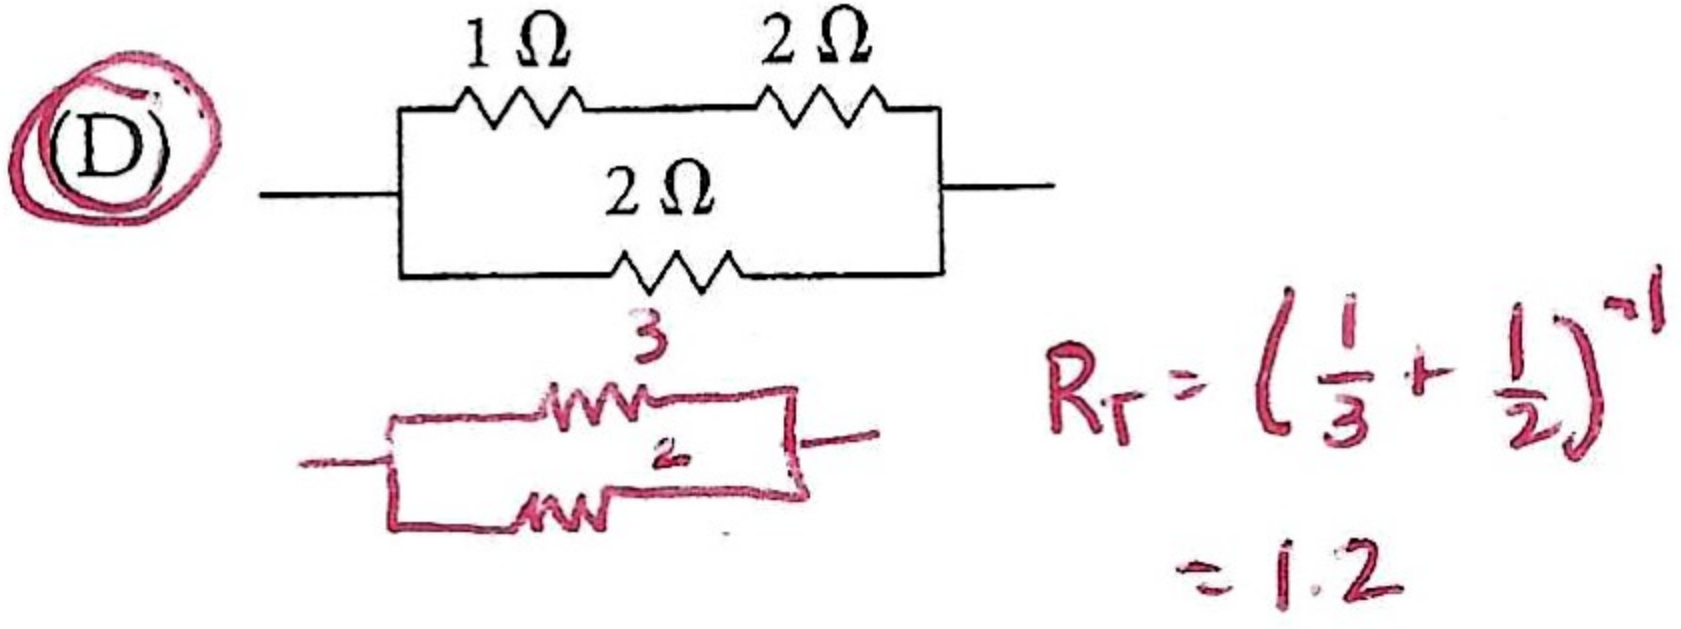 1 Ω 2 Ω
(D)
2 Ω
3
2
R_T = (1/3 + 1/2)^-1
= 1.2